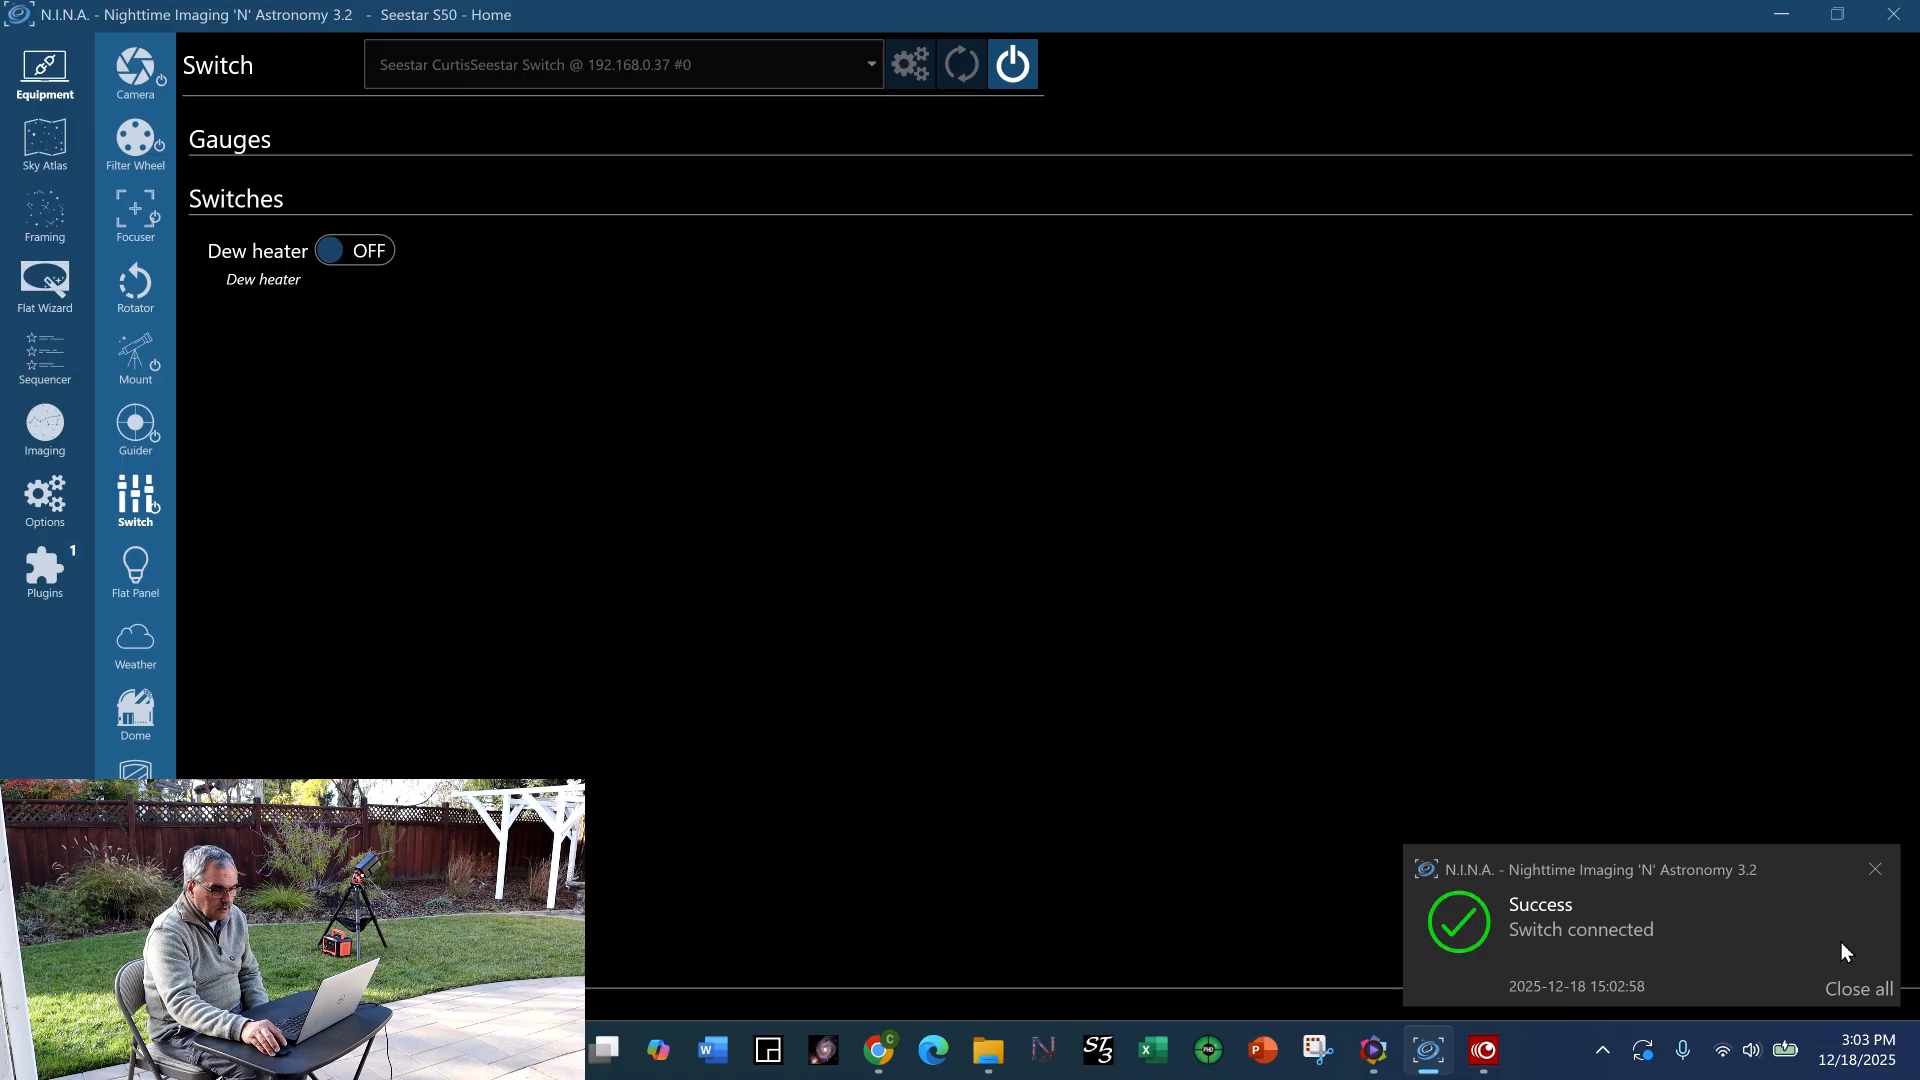 N.I.N.A. - Nighttime Imaging 'N' Astronomy 3.2 - Seestar S50 - Home
Equipment
Sky Atlas
Framing
Flat Wizard
Sequencer
Imaging
Options
1
Plugins
Camera
Filter Wheel
Focuser
Rotator
Mount
Guider
Switch
Flat Panel
Weather
Dome
Switch
Seestar CurtisSeestar Switch @ 192.168.0.37 #0
Gauges
Switches
Dew heater OFF
Dew heater
N.I.N.A. - Nighttime Imaging 'N' Astronomy 3.2
Success
Switch connected
2025-12-18 15:02:58
Close all
W
C
N
ST3
X
PHD
P
3:03 PM
12/18/2025